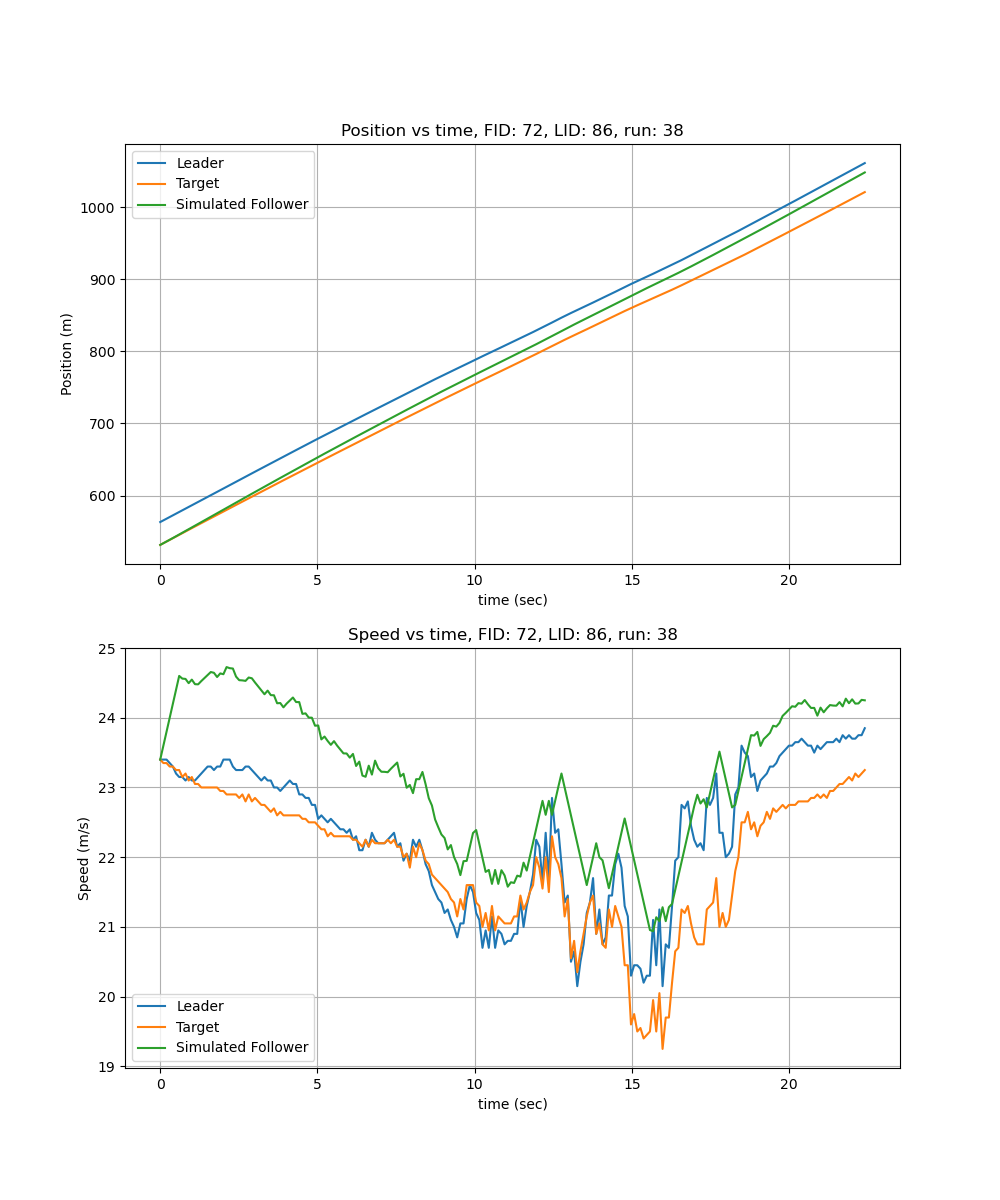 Position vs time, FID: 72, LID: 86, run: 38
Leader
Target
Simulated Follower
1000
900
800
700
600
Position (m)
0 5 10 15 20
time (sec)
Speed vs time, FID: 72, LID: 86, run: 38
25
24
23
22
21
20
19
Speed (m/s)
Leader
Target
Simulated Follower
0 5 10 15 20
time (sec)